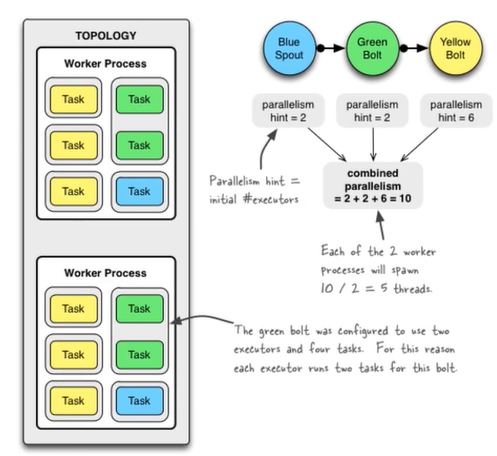 TOPOLOGY
Worker Process
Task
Task
Task
Task
Task
Task
Worker Process
Task
Task
Task
Task
Task
Task
Blue
Spout
Green
Bolt
Yellow
Bolt
parallelism
hint = 2
parallelism
hint = 2
parallelism
hint = 6
combined
parallelism
= 2 + 2 + 6 = 10
Parallelism hint =
initial #executors
Each of the 2 worker
processes will spawn
10 / 2 = 5 threads.
The green bolt was configured to use two
executors and four tasks. For this reason
each executor runs two tasks for this bolt.